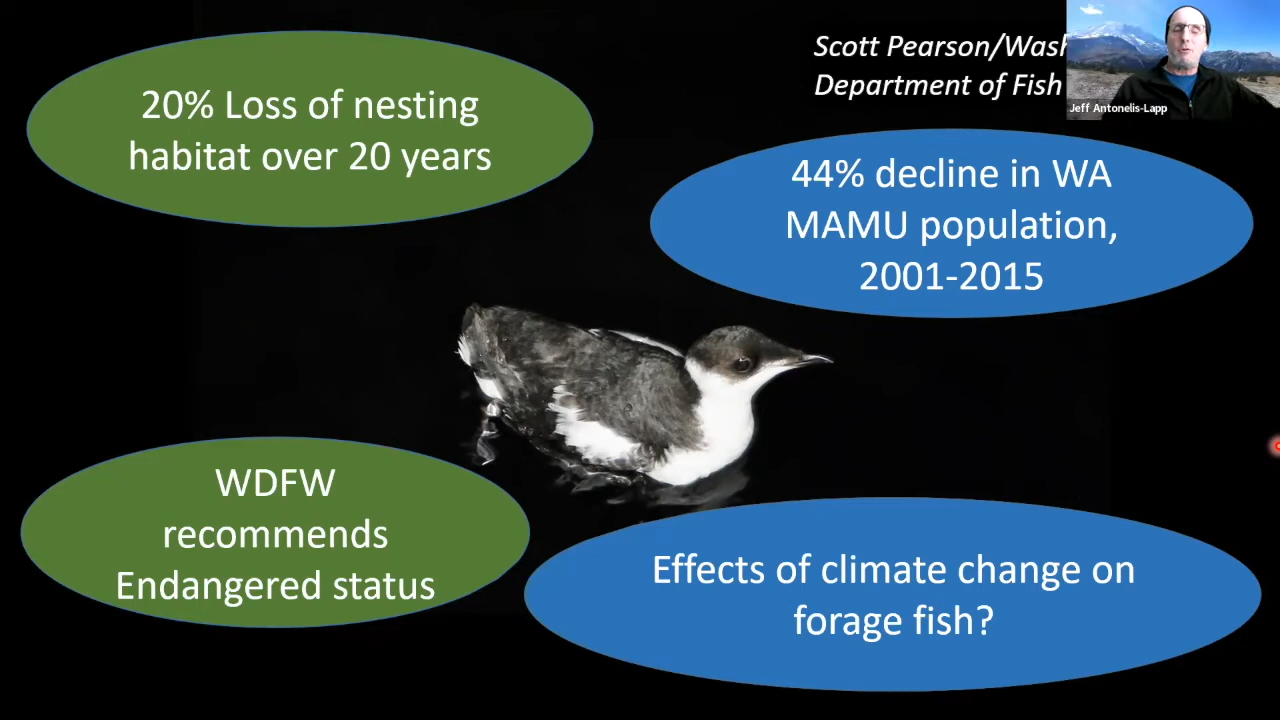 20% Loss of nesting
habitat over 20 years
Scott Pearson/Wash
Department of Fish
Jeff Antonelis-Lapp
44% decline in WA
MAMU population,
2001-2015
WDFW
recommends
Endangered status
Effects of climate change on
forage fish?